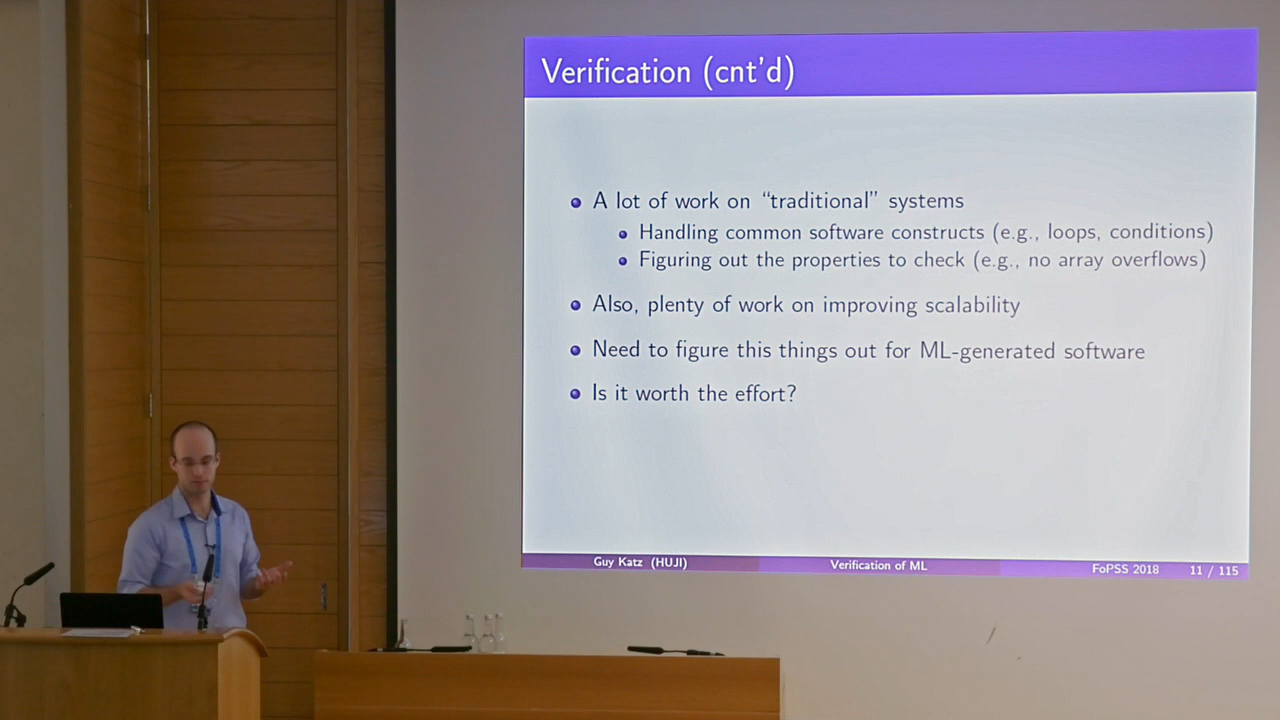 Verification (cnt'd)
A lot of work on “traditional” systems
Handling common software constructs (e.g., loops, conditions)
Figuring out the properties to check (e.g., no array overflows)
Also, plenty of work on improving scalability
Need to figure this things out for ML-generated software
Is it worth the effort?
Guy Katz (HUJI) Verification of ML FoPSS 2018 11 / 115